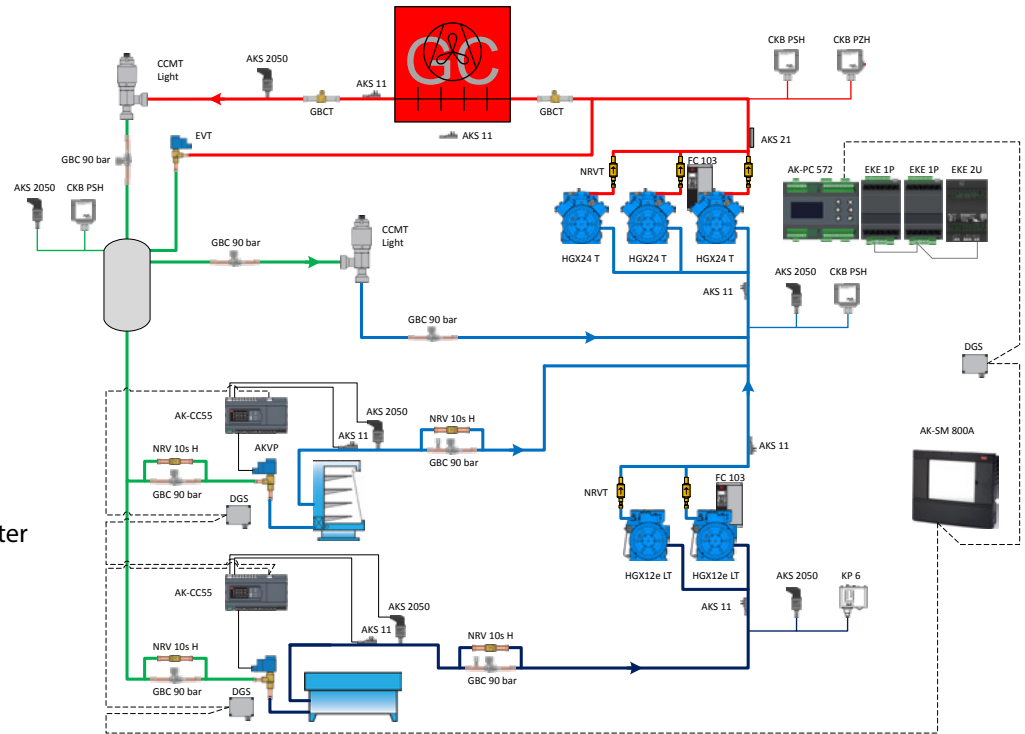 CKB PSH
CKB PZH
CCMT
Light
AKS 2050
AKS 11
GC
GBCT
GBCT
AKS 11
EVT
AKS 21
GBC 90 bar
NRVT
FC 103
AK-PC 572
EKE 1P
EKE 1P
EKE 2U
AKS 2050
CKB PSH
CCMT
Light
GBC 90 bar
HGX24 T
HGX24 T
HGX24 T
AKS 2050
CKB PSH
AKS 11
GBC 90 bar
DGS
AK-CC55
AKS 2050
NRV 10s H
AKS 11
AK-SM 800A
NRV 10s H
AKVP
GBC 90 bar
AKS 11
GBC 90 bar
FC 103
NRVT
DGS
ter
HGX12e LT
HGX12e LT
AKS 2050
KP 6
AK-CC55
AKS 2050
AKS 11
AKS 11
NRV 10s H
NRV 10s H
GBC 90 bar
DGS
GBC 90 bar